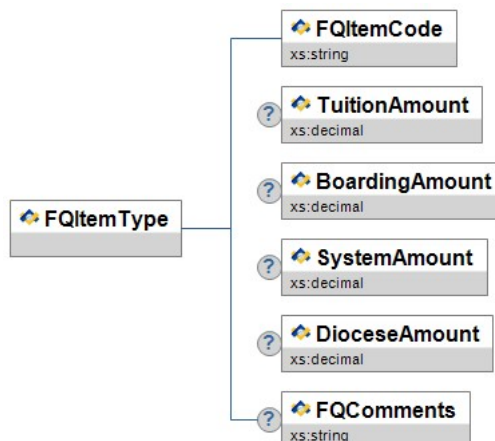 FQItemCode
xs:string
? TuitionAmount
xs:decimal
? BoardingAmount
xs:decimal
FQItemType
? SystemAmount
xs:decimal
? DioceseAmount
xs:decimal
? FQComments
xs:string